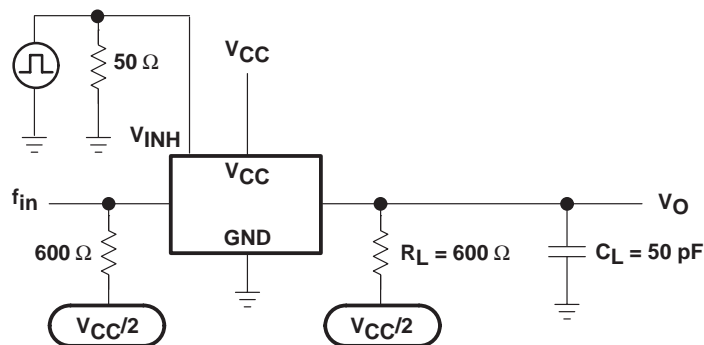 50 Ω
VCC
VINH
VCC
fin
VO
GND
600 Ω
RL = 600 Ω
CL = 50 pF
VCC/2
VCC/2